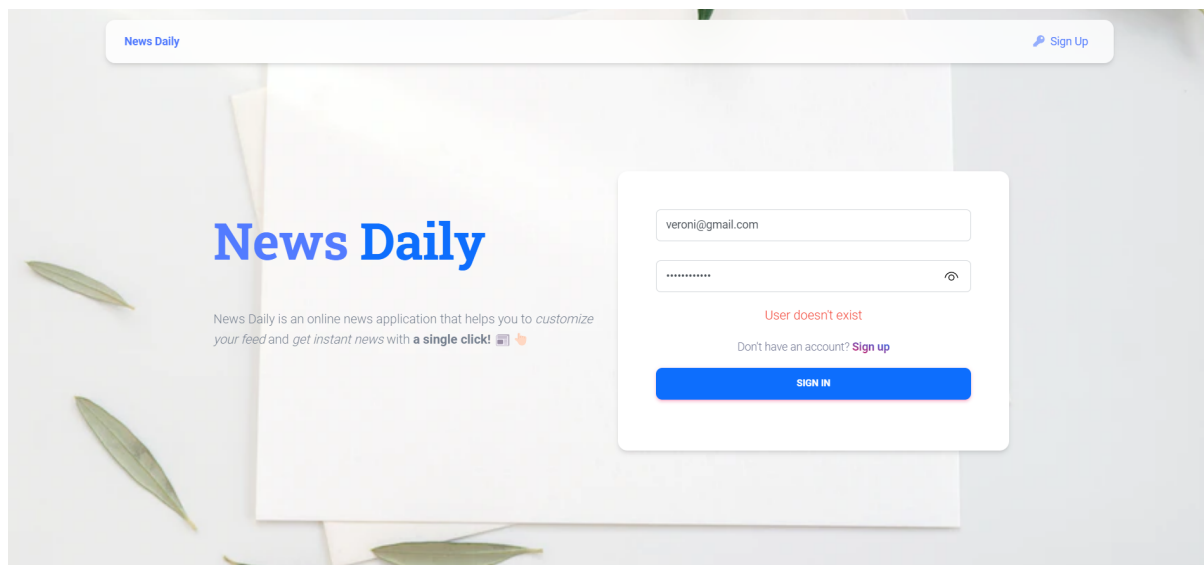 News Daily
Sign Up
News Daily
News Daily is an online news application that helps you to customize
your feed and get instant news with a single click!
veroni@gmail.com
••••••••••••
User doesn't exist
Don't have an account? Sign up
SIGN IN